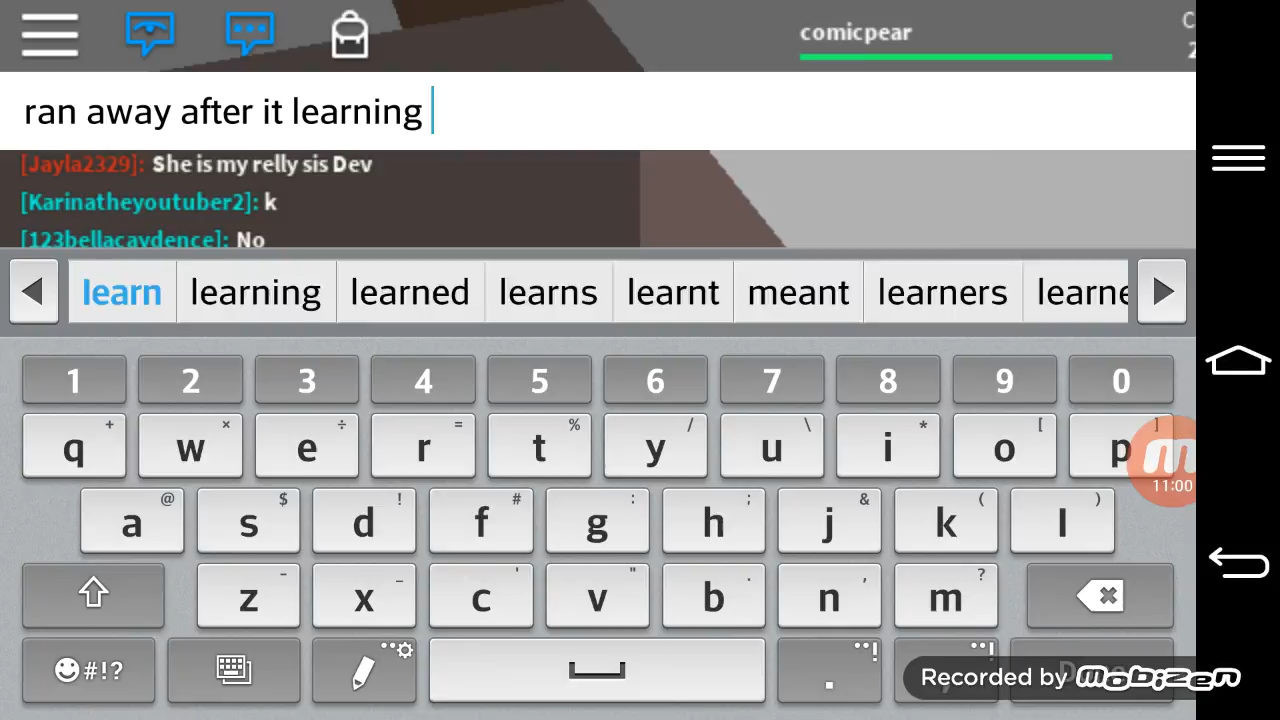 comicpear
C
2
ran away after it learning
[Jayla2329]: She is my relly sis Dev
[Karinatheyoutuber2]: k
[123bellacaydence]: No
learn learning learned learns learnt meant learners learne
1 2 3 4 5 6 7 8 9 0
+ × ÷ = % / \ * [ ]
q w e r t y u i o p
11:00
@ $ ! # : ; & ( )
a s d f g h j k l
- _ ' " . , ?
z x c v b n m
#!? . ,
Recorded by mobizen